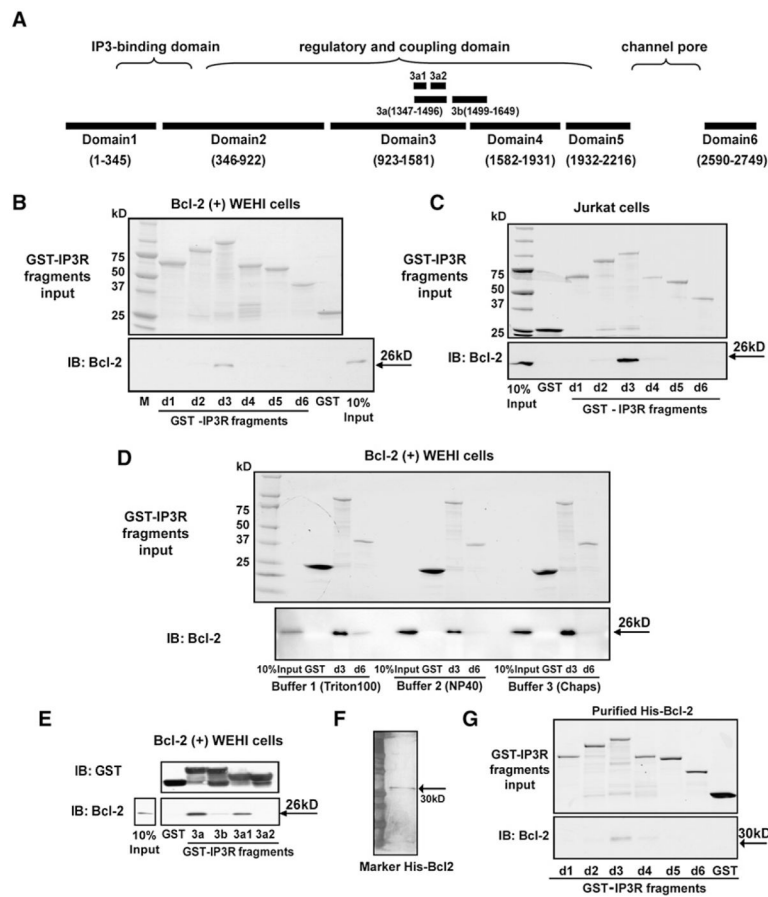 A
IP3-binding domain
regulatory and coupling domain
channel pore
3a1 3a2
3a(1347-1496) 3b(1499-1649)
Domain1 Domain2 Domain3 Domain4 Domain5 Domain6
(1-345) (346-922) (923-1581) (1582-1931) (1932-2216) (2590-2749)
B
Bcl-2 (+) WEHI cells
kD
GST-IP3R
fragments
input
75
50
37
25
IB: Bcl-2
26kD
M d1 d2 d3 d4 d5 d6 GST 10%
Input
GST -IP3R fragments
C
Jurkat cells
kD
GST-IP3R
fragments
input
75
50
37
25
IB: Bcl-2
26kD
10% GST d1 d2 d3 d4 d5 d6
Input
GST - IP3R fragments
D
Bcl-2 (+) WEHI cells
kD
GST-IP3R
fragments
input
75
50
37
25
IB: Bcl-2
26kD
10%Input GST d3 d6 10%Input GST d3 d6 10%Input GST d3 d6
Buffer 1 (Triton100) Buffer 2 (NP40) Buffer 3 (Chaps)
E
Bcl-2 (+) WEHI cells
IB: GST
IB: Bcl-2
26kD
10% GST 3a 3b 3a1 3a2
Input
GST-IP3R fragments
F
30kD
Marker His-Bcl2
G
Purified His-Bcl-2
GST-IP3R
fragments
input
IB: Bcl-2
30kD
d1 d2 d3 d4 d5 d6 GST
GST-IP3R fragments